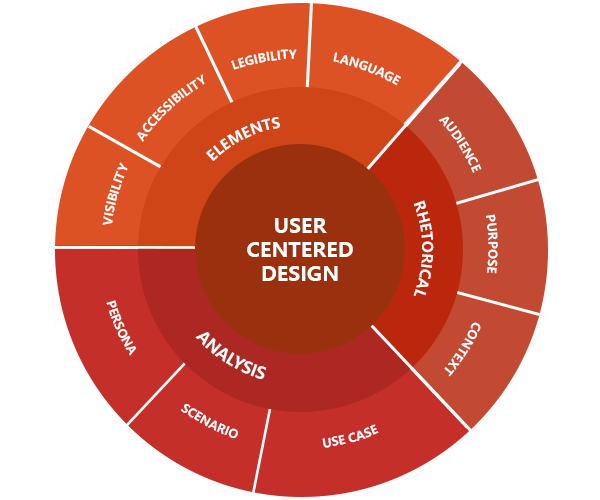 USER
CENTERED
DESIGN
ELEMENTS
VISIBILITY
ACCESSIBILITY
LEGIBILITY
LANGUAGE
RHETORICAL
AUDIENCE
PURPOSE
CONTEXT
ANALYSIS
USE CASE
SCENARIO
PERSONA